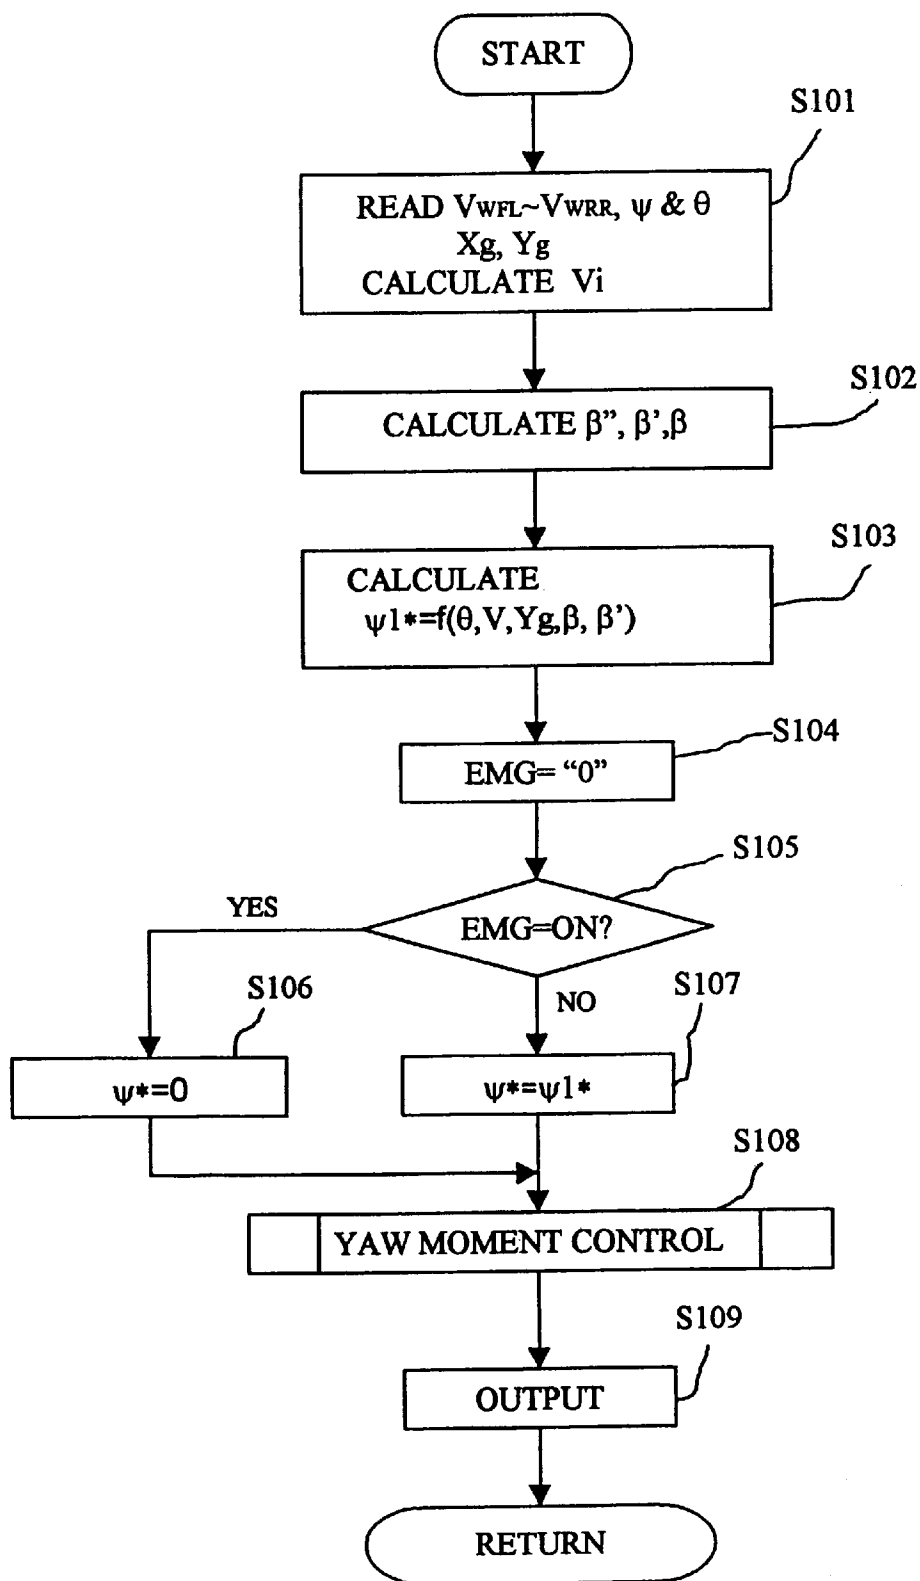 START
S101
READ VWFL~VWRR, ψ & θ
Xg, Yg
CALCULATE Vi
S102
CALCULATE β”, β’,β
S103
CALCULATE
ψ1*=f(θ,V,Yg,β, β’)
S104
EMG= “0”
S105
YES
EMG=ON?
S106
NO
S107
ψ*=0
ψ*=ψ1*
S108
YAW MOMENT CONTROL
S109
OUTPUT
RETURN